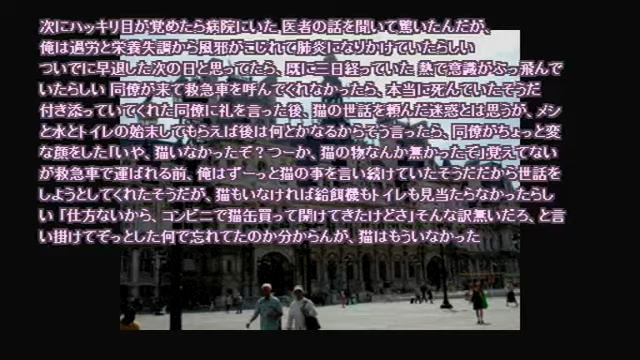 次にハッキリ目が覚めたら病院にいた 医者の話を聞いて驚いたんだが、
俺は過労と栄養失調から風邪がこじれて肺炎になりかけていたらしい
ついでに早退した次の日と思ってたら、既に三日経っていた 熱で意識がぶっ飛んで
いたらしい 同僚が来て救急車を呼んでくれなかったら、本当に死んでいたそうだ
付き添っていてくれた同僚に礼を言った後、猫の世話を頼んだ迷惑とは思うが、メシ
と水とトイレの始末してもらえば後は何とかなるからそう言ったら、同僚がちょっと変
な顔をした「いや、猫いなかったぞ？つーか、猫の物なんか無かったぞ」覚えてない
が救急車で運ばれる前、俺はずーっと猫の事を言い続けていたそうだだから世話を
しようとしてくれたそうだが、猫もいなければ給餌機もトイレも見当たらなかったらし
い 「仕方ないから、コンビニで猫缶買って開けてきたけどさ」そんな訳無いだろ、と言
い掛けてぞっとした何で忘れてたのか分からんが、猫はもういなかった